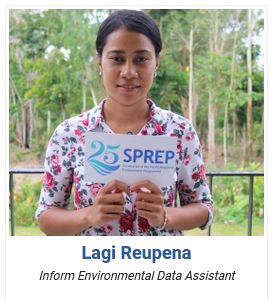 25 SPREP
Lagi Reupena
Inform Environmental Data Assistant